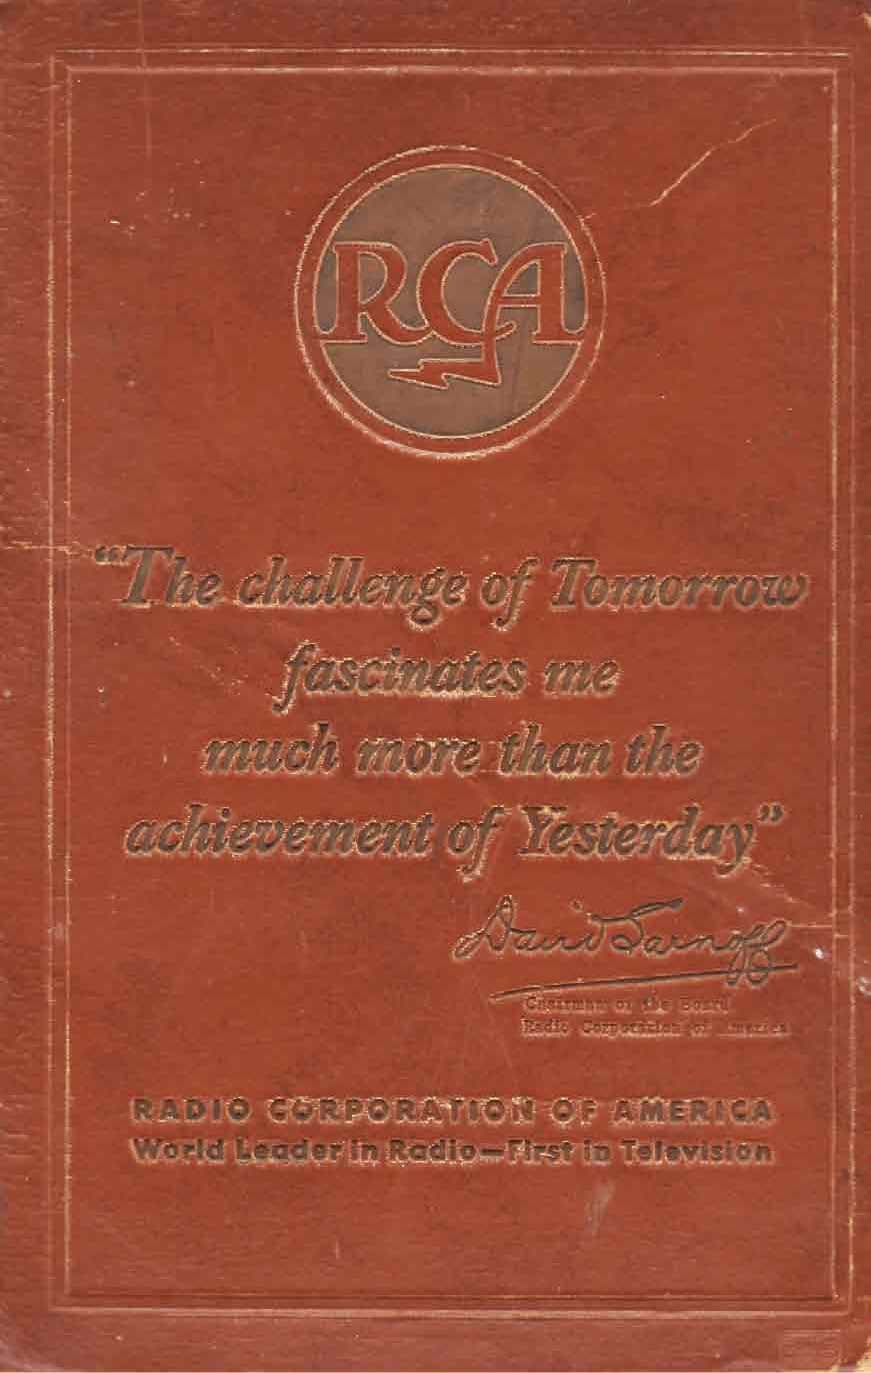 RCA
"The challenge of Tomorrow
fascinates me
much more than the
achievement of Yesterday"
David Sarnoff
Chairman of the Board
Radio Corporation of America
RADIO CORPORATION OF AMERICA
World Leader in Radio—First in Television